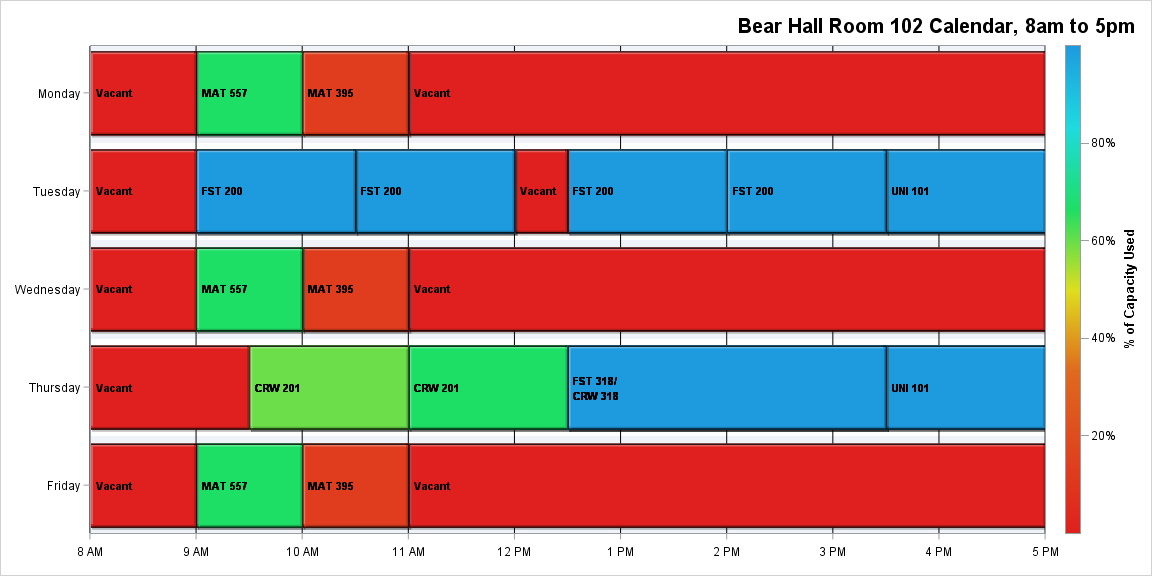 Bear Hall Room 102 Calendar, 8am to 5pm
Monday
Vacant
MAT 557
MAT 395
Vacant
Tuesday
Vacant
FST 200
FST 200
Vacant
FST 200
FST 200
UNI 101
Wednesday
Vacant
MAT 557
MAT 395
Vacant
Thursday
Vacant
CRW 201
CRW 201
FST 318/
CRW 318
UNI 101
Friday
Vacant
MAT 557
MAT 395
Vacant
8 AM
9 AM
10 AM
11 AM
12 PM
1 PM
2 PM
3 PM
4 PM
5 PM
80%
60%
40%
20%
% of Capacity Used